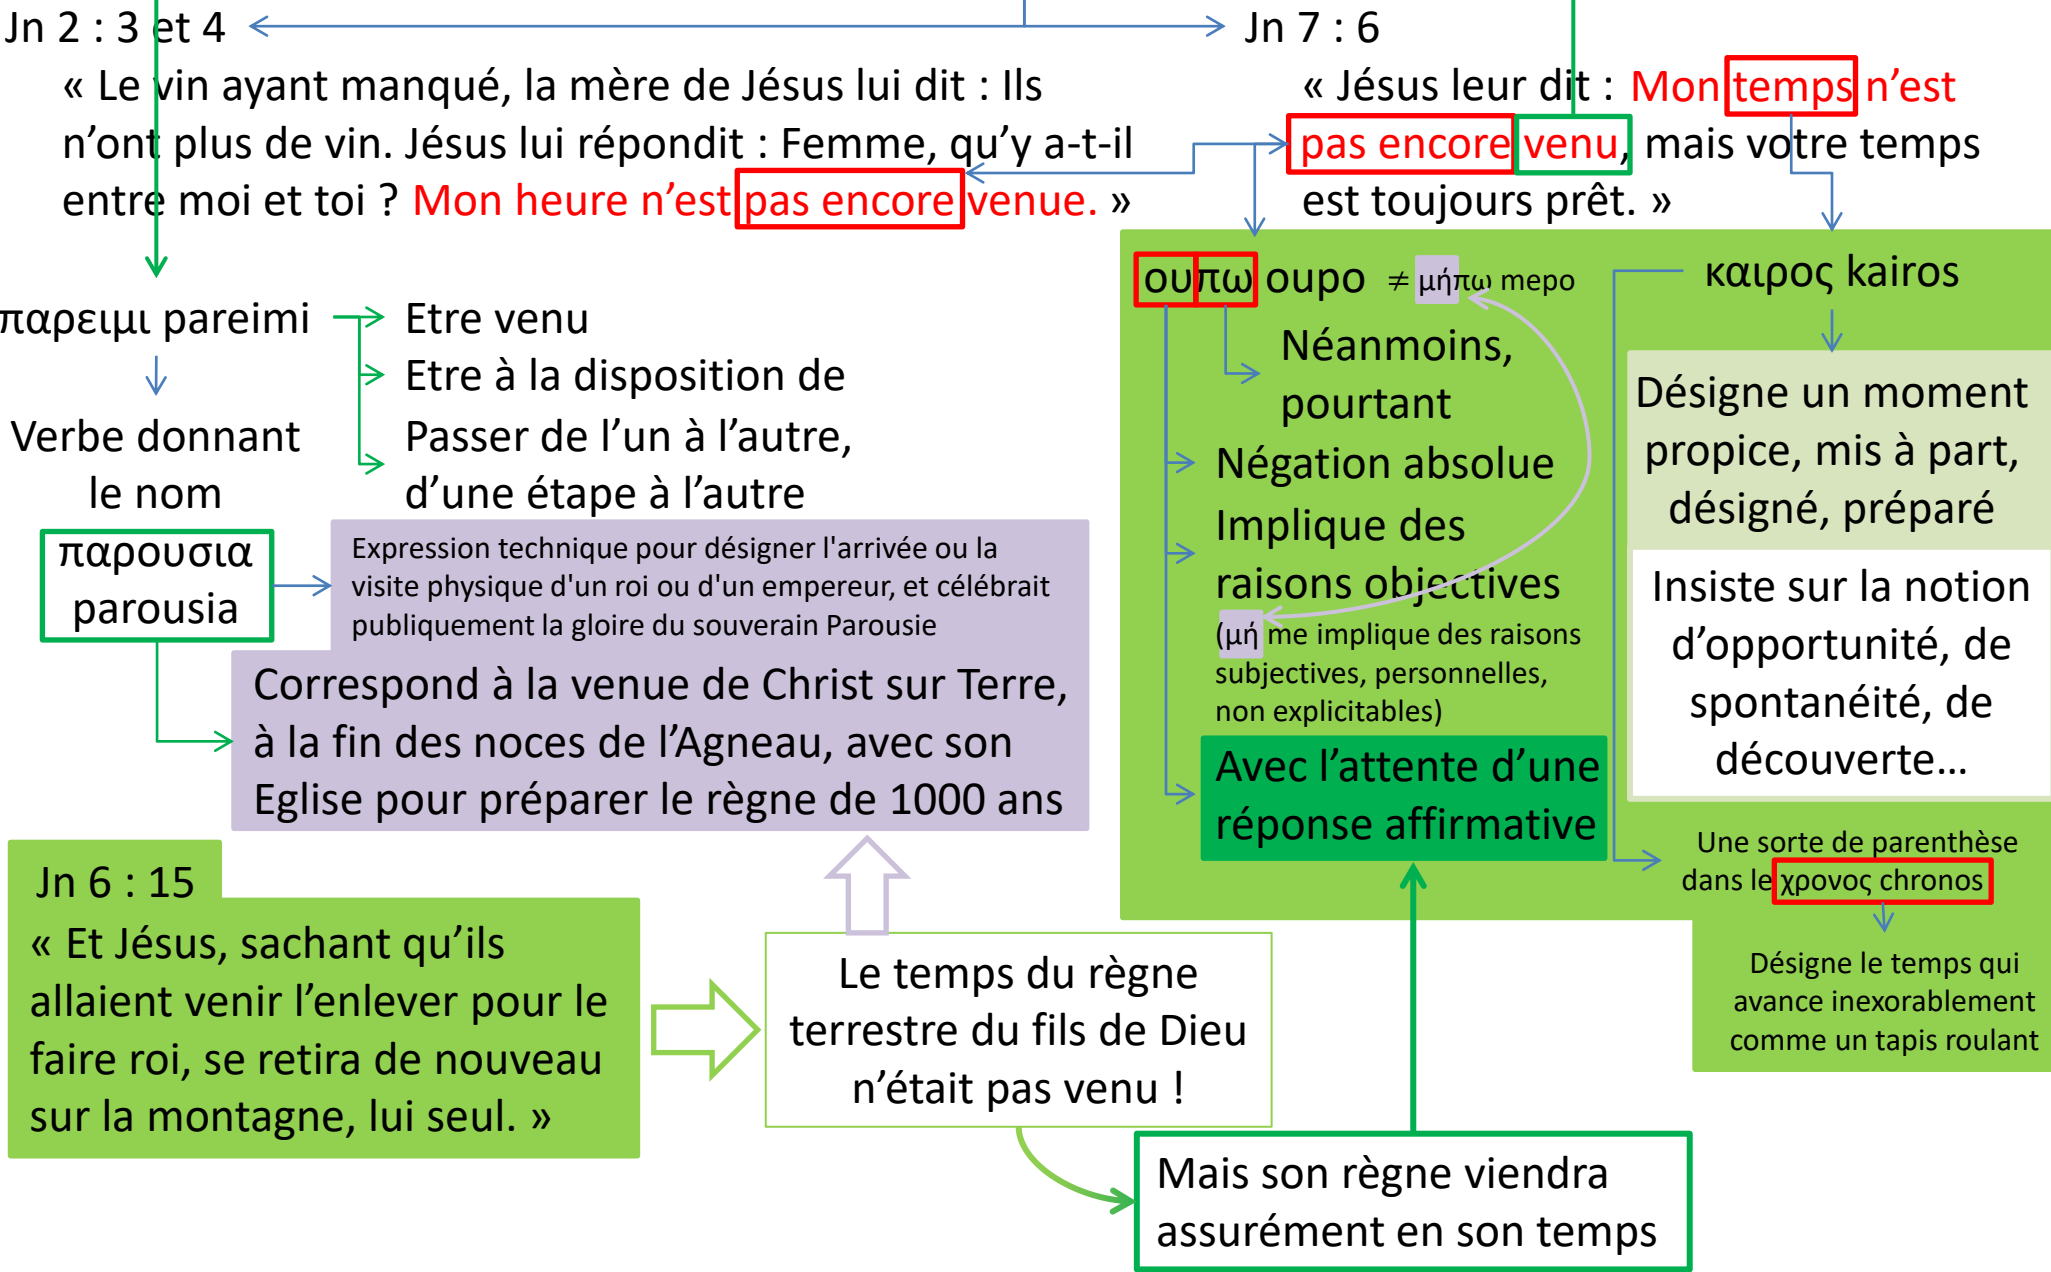 Jn 2 : 3 et 4
« Le vin ayant manqué, la mère de Jésus lui dit : Ils
n’ont plus de vin. Jésus lui répondit : Femme, qu’y a-t-il
entre moi et toi ? Mon heure n’est pas encore venue. »
Jn 7 : 6
« Jésus leur dit : Mon temps n’est
pas encore venu, mais votre temps
est toujours prêt. »
παρειμι pareimi
Etre venu
Etre à la disposition de
Passer de l’un à l’autre,
d’une étape à l’autre
Verbe donnant
le nom
παρουσια
parousia
Expression technique pour désigner l'arrivée ou la
visite physique d'un roi ou d'un empereur, et célébrait
publiquement la gloire du souverain Parousie
Correspond à la venue de Christ sur Terre,
à la fin des noces de l’Agneau, avec son
Eglise pour préparer le règne de 1000 ans
ουπω oupo ≠ μήπω mepo
Néanmoins,
pourtant
Négation absolue
Implique des
raisons objectives
(μή me implique des raisons
subjectives, personnelles,
non explicitables)
Avec l’attente d’une
réponse affirmative
καιρος kairos
Désigne un moment
propice, mis à part,
désigné, préparé
Insiste sur la notion
d’opportunité, de
spontanéité, de
découverte…
Une sorte de parenthèse
dans le χρονος chronos
Désigne le temps qui
avance inexorablement
comme un tapis roulant
Jn 6 : 15
« Et Jésus, sachant qu’ils
allaient venir l’enlever pour le
faire roi, se retira de nouveau
sur la montagne, lui seul. »
Le temps du règne
terrestre du fils de Dieu
n’était pas venu !
Mais son règne viendra
assurément en son temps